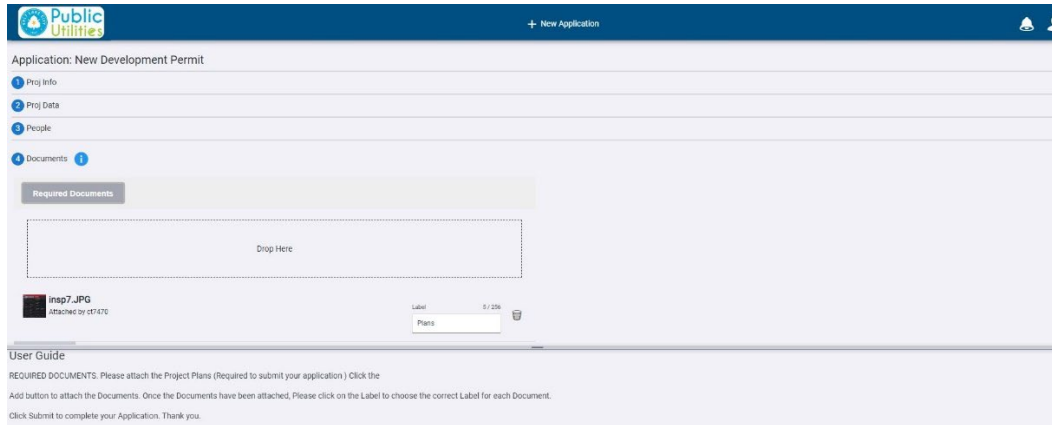 Public
Utilities
+ New Application
Application: New Development Permit
1 Proj Info
2 Proj Data
3 People
4 Documents i
Required Documents
Drop Here
insp7.JPG
Attached by ct7470
Label 5 / 256
Plans
User Guide
REQUIRED DOCUMENTS. Please attach the Project Plans (Required to submit your application ) Click the
Add button to attach the Documents. Once the Documents have been attached, Please click on the Label to choose the correct Label for each Document.
Click Submit to complete your Application. Thank you.